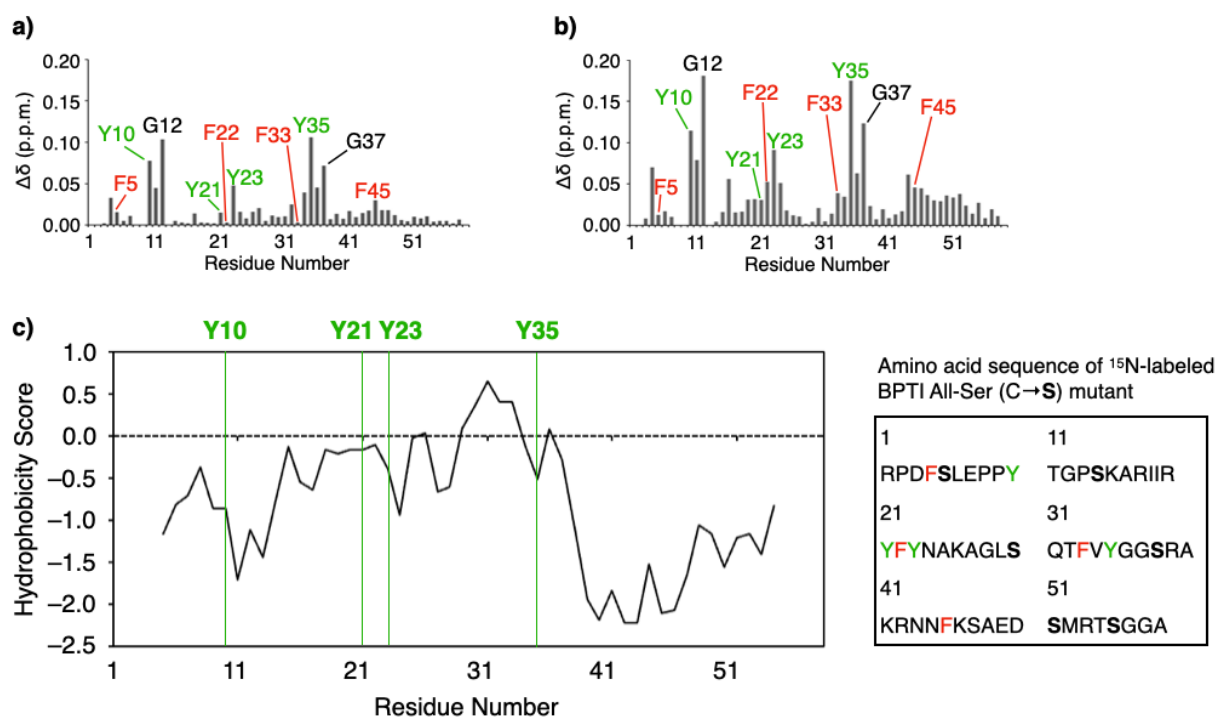 a)
0.20
0.15
0.10
0.05
0.00
Δδ (p.p.m.)
Y10
F5
G12
F22
Y21
Y23
F33
Y35
G37
F45
1 11 21 31 41 51
Residue Number
b)
0.20
0.15
0.10
0.05
0.00
Δδ (p.p.m.)
Y10
F5
G12
F22
Y21
Y23
F33
Y35
G37
F45
1 11 21 31 41 51
Residue Number
c)
Y10 Y21 Y23 Y35
1.0
0.5
0.0
−0.5
−1.0
−1.5
−2.0
−2.5
Hydrophobicity Score
1 11 21 31 41 51
Residue Number
Amino acid sequence of ¹⁵N-labeled
BPTI All-Ser (C→S) mutant
1 11
RPDFSLEPPY TGPSKARIIR
21 31
YFYNAKAGLS QTFVYGGSRA
41 51
KRNNFKSAED SMRTSGGA